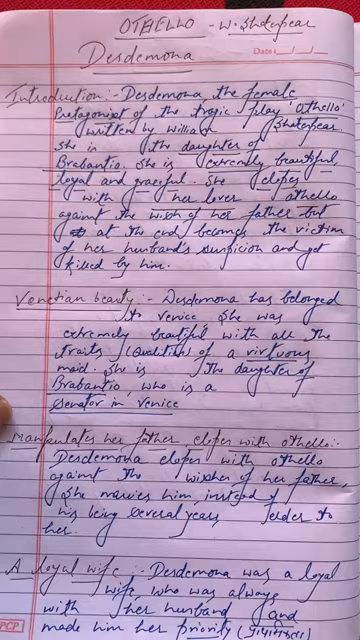 OTHELLO - W. Shakespear
Desdemona
Date : / /
Introduction :- Desdemona, the female
Protagonist of the tragic play 'Othello'
written by William Shakespear.
She is the daughter of
Brabantio. She is extremely beautiful,
loyal and graceful. She elopes
with her lover othello
against the wish of her father but
at the end becomes the victim
of her husband's suspicion and get
killed by him.
Venetian beauty :- Desdemona has belonged
to Venice. She was
extremely beautiful with all the
traits (Qualities) of a virtuous
maid. She is the daughter of
Brabantio, who is a
Senator in Venice
Manipulates her father, elopes with othello :-
Desdemona elopes with othello
against the wishes of her father,
She marries him instead of
his being several years elder to
her.
A loyal wife :- Desdemona was a loyal
wife, who was always
with her husband and
made him her priority
PCP